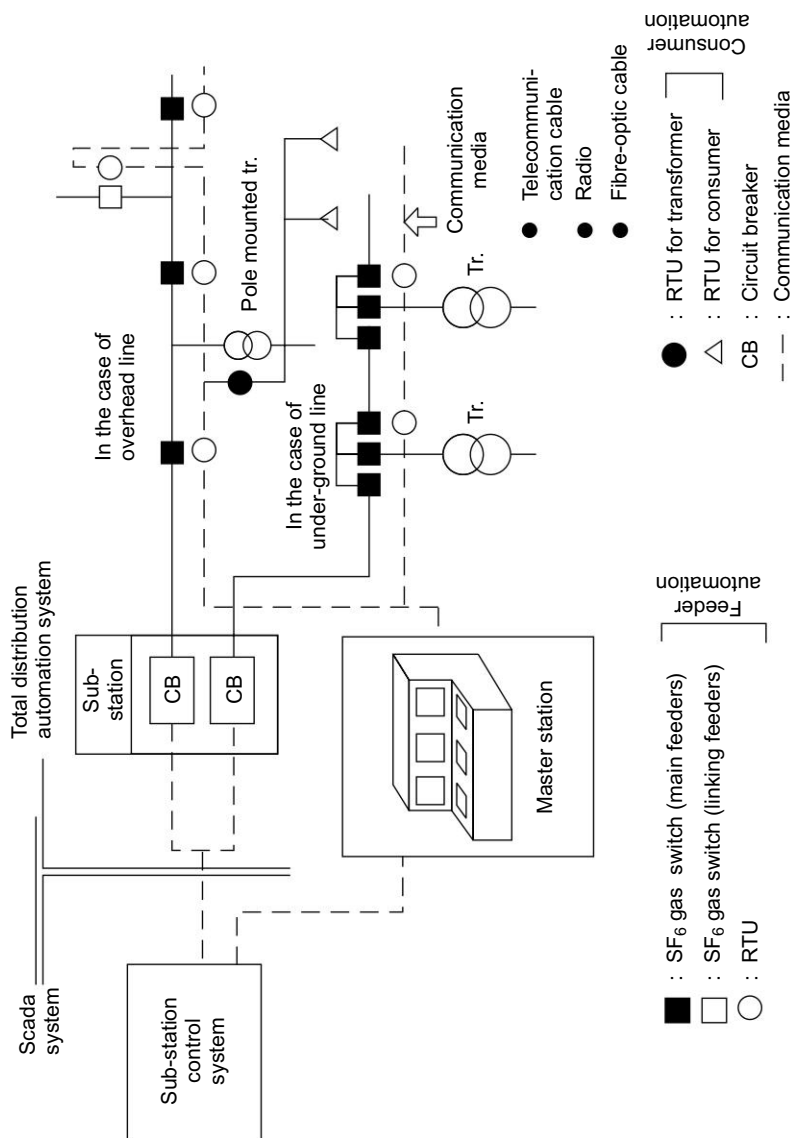 Scada
system
Total distribution
automation system
Sub-station
control
system
Sub-
station
CB
CB
Master station
In the case of
overhead line
Pole mounted tr.
In the case of
under-ground line
Tr.
Tr.
Communication
media
Telecommuni-
cation cable
Radio
Fibre-optic cable
: SF6 gas switch (main feeders)
: SF6 gas switch (linking feeders)
: RTU
Feeder
automation
: RTU for transformer
: RTU for consumer
CB : Circuit breaker
: Communication media
Consumer
automation